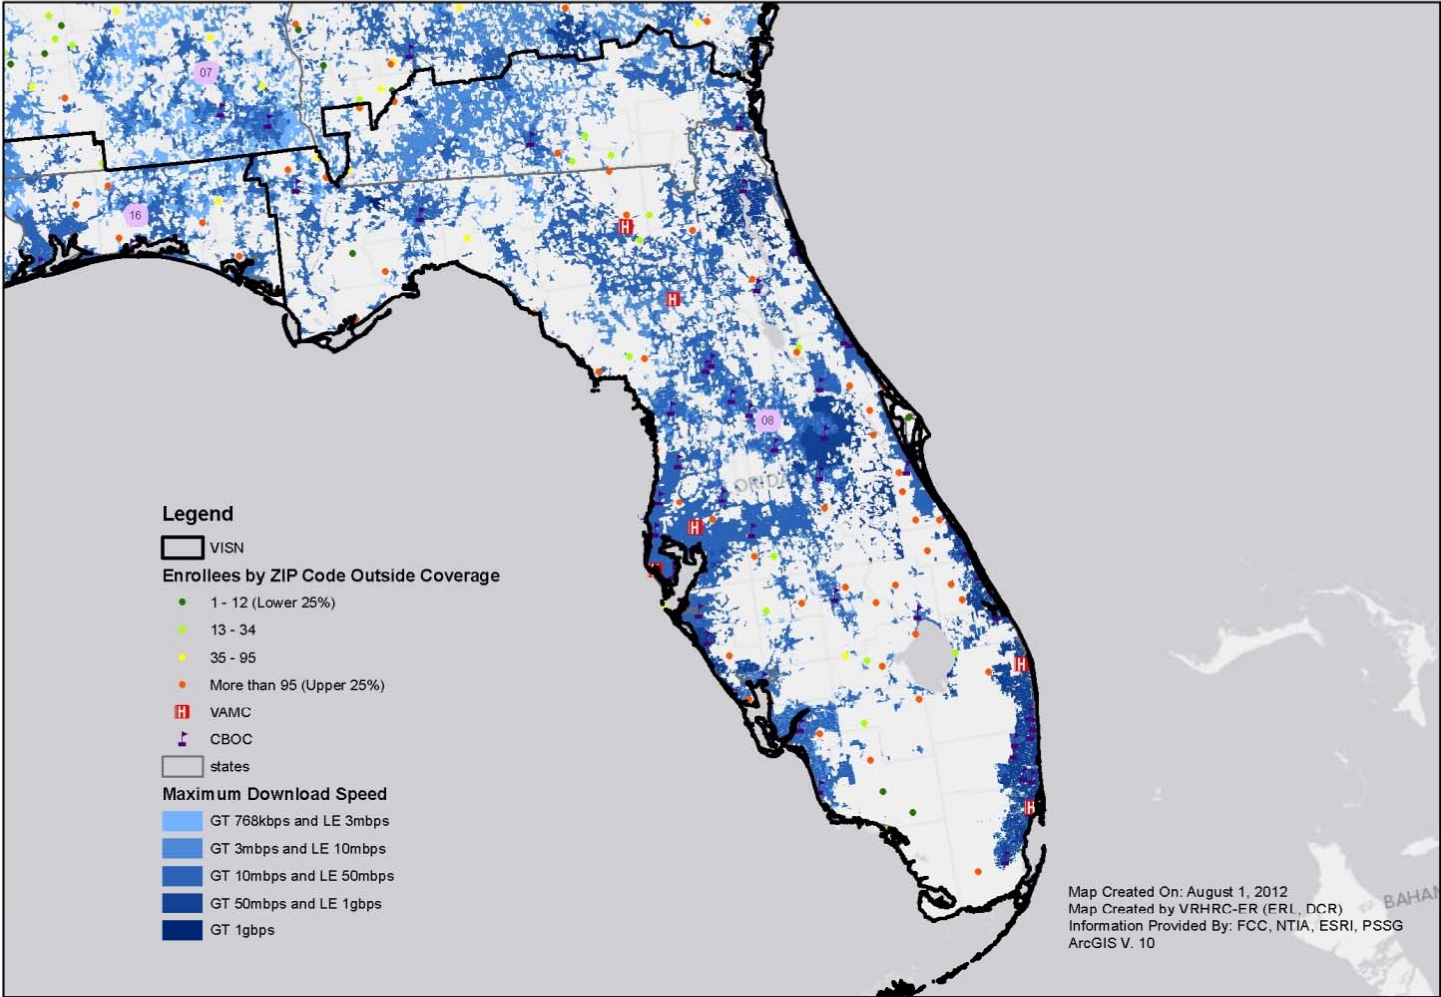 07
16
08
ORIDA
Legend
VISN
Enrollees by ZIP Code Outside Coverage
1 - 12 (Lower 25%)
13 - 34
35 - 95
More than 95 (Upper 25%)
H VAMC
CBOC
states
Maximum Download Speed
GT 768kbps and LE 3mbps
GT 3mbps and LE 10mbps
GT 10mbps and LE 50mbps
GT 50mbps and LE 1gbps
GT 1gbps
Map Created On: August 1, 2012
Map Created by VRHRC-ER (ERL, DCR)
Information Provided By: FCC, NTIA, ESRI, PSSG
ArcGIS V. 10
BAHAM